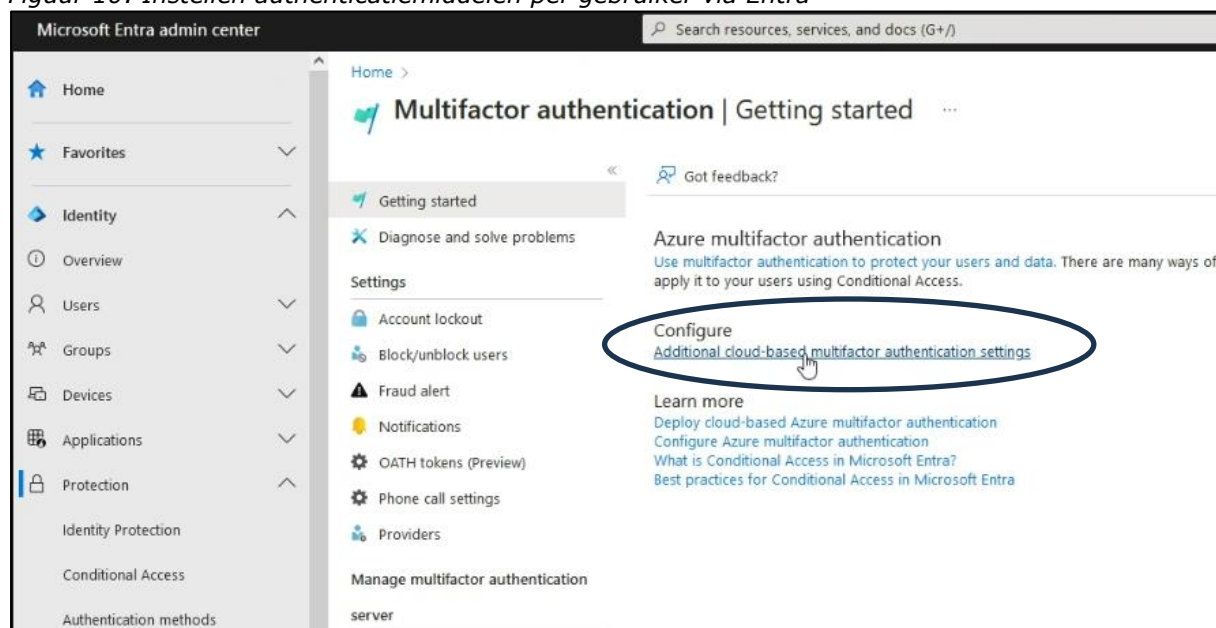 Figuur 10: Instellen authenticatiemiddelen per gebruiker via Entra
Microsoft Entra admin center
Search resources, services, and docs (G+/)
Home
Favorites
Identity
Overview
Users
Groups
Devices
Applications
Protection
Identity Protection
Conditional Access
Authentication methods
Home >
Multifactor authentication | Getting started ...
«
Getting started
Diagnose and solve problems
Settings
Account lockout
Block/unblock users
Fraud alert
Notifications
OATH tokens (Preview)
Phone call settings
Providers
Manage multifactor authentication
server
Got feedback?
Azure multifactor authentication
Use multifactor authentication to protect your users and data. There are many ways of
apply it to your users using Conditional Access.
Configure
Additional cloud-based multifactor authentication settings
Learn more
Deploy cloud-based Azure multifactor authentication
Configure Azure multifactor authentication
What is Conditional Access in Microsoft Entra?
Best practices for Conditional Access in Microsoft Entra